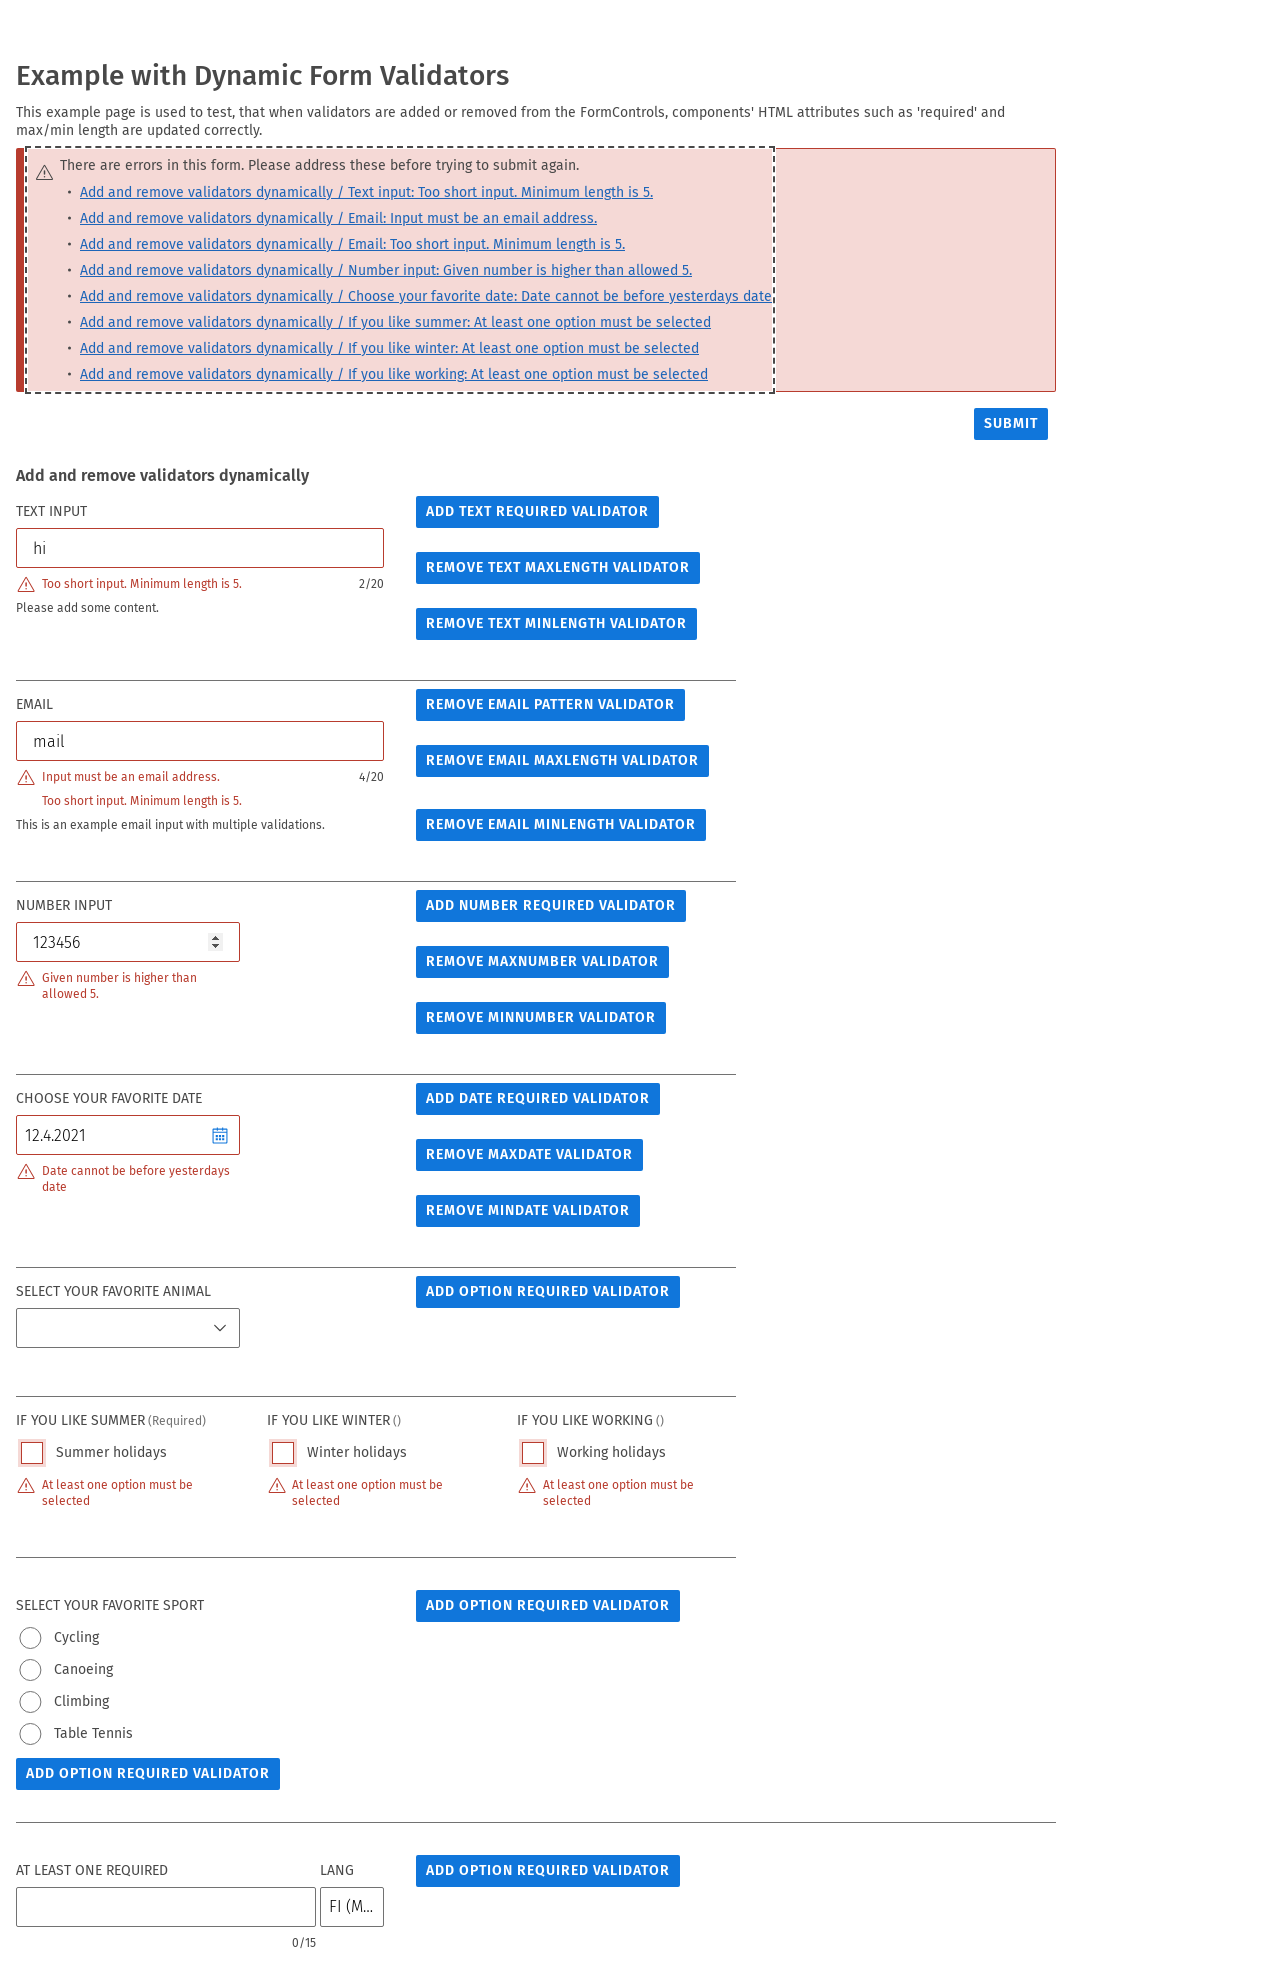 Example with Dynamic Form Validators
This example page is used to test, that when validators are added or removed from the FormControls, components' HTML attributes such as 'required' and
max/min length are updated correctly.
There are errors in this form. Please address these before trying to submit again.
• Add and remove validators dynamically / Text input: Too short input. Minimum length is 5.
• Add and remove validators dynamically / Email: Input must be an email address.
• Add and remove validators dynamically / Email: Too short input. Minimum length is 5.
• Add and remove validators dynamically / Number input: Given number is higher than allowed 5.
• Add and remove validators dynamically / Choose your favorite date: Date cannot be before yesterdays date
• Add and remove validators dynamically / If you like summer: At least one option must be selected
• Add and remove validators dynamically / If you like winter: At least one option must be selected
• Add and remove validators dynamically / If you like working: At least one option must be selected
SUBMIT
Add and remove validators dynamically
TEXT INPUT
ADD TEXT REQUIRED VALIDATOR
hi
REMOVE TEXT MAXLENGTH VALIDATOR
Too short input. Minimum length is 5. 2/20
Please add some content.
REMOVE TEXT MINLENGTH VALIDATOR
EMAIL
REMOVE EMAIL PATTERN VALIDATOR
mail
REMOVE EMAIL MAXLENGTH VALIDATOR
Input must be an email address. 4/20
Too short input. Minimum length is 5.
This is an example email input with multiple validations.
REMOVE EMAIL MINLENGTH VALIDATOR
NUMBER INPUT
ADD NUMBER REQUIRED VALIDATOR
123456
REMOVE MAXNUMBER VALIDATOR
Given number is higher than
allowed 5.
REMOVE MINNUMBER VALIDATOR
CHOOSE YOUR FAVORITE DATE
ADD DATE REQUIRED VALIDATOR
12.4.2021
REMOVE MAXDATE VALIDATOR
Date cannot be before yesterdays
date
REMOVE MINDATE VALIDATOR
SELECT YOUR FAVORITE ANIMAL
ADD OPTION REQUIRED VALIDATOR
IF YOU LIKE SUMMER (Required)
Summer holidays
At least one option must be
selected
IF YOU LIKE WINTER ()
Winter holidays
At least one option must be
selected
IF YOU LIKE WORKING ()
Working holidays
At least one option must be
selected
SELECT YOUR FAVORITE SPORT
ADD OPTION REQUIRED VALIDATOR
Cycling
Canoeing
Climbing
Table Tennis
ADD OPTION REQUIRED VALIDATOR
AT LEAST ONE REQUIRED
LANG
ADD OPTION REQUIRED VALIDATOR
FI (M...
0/15